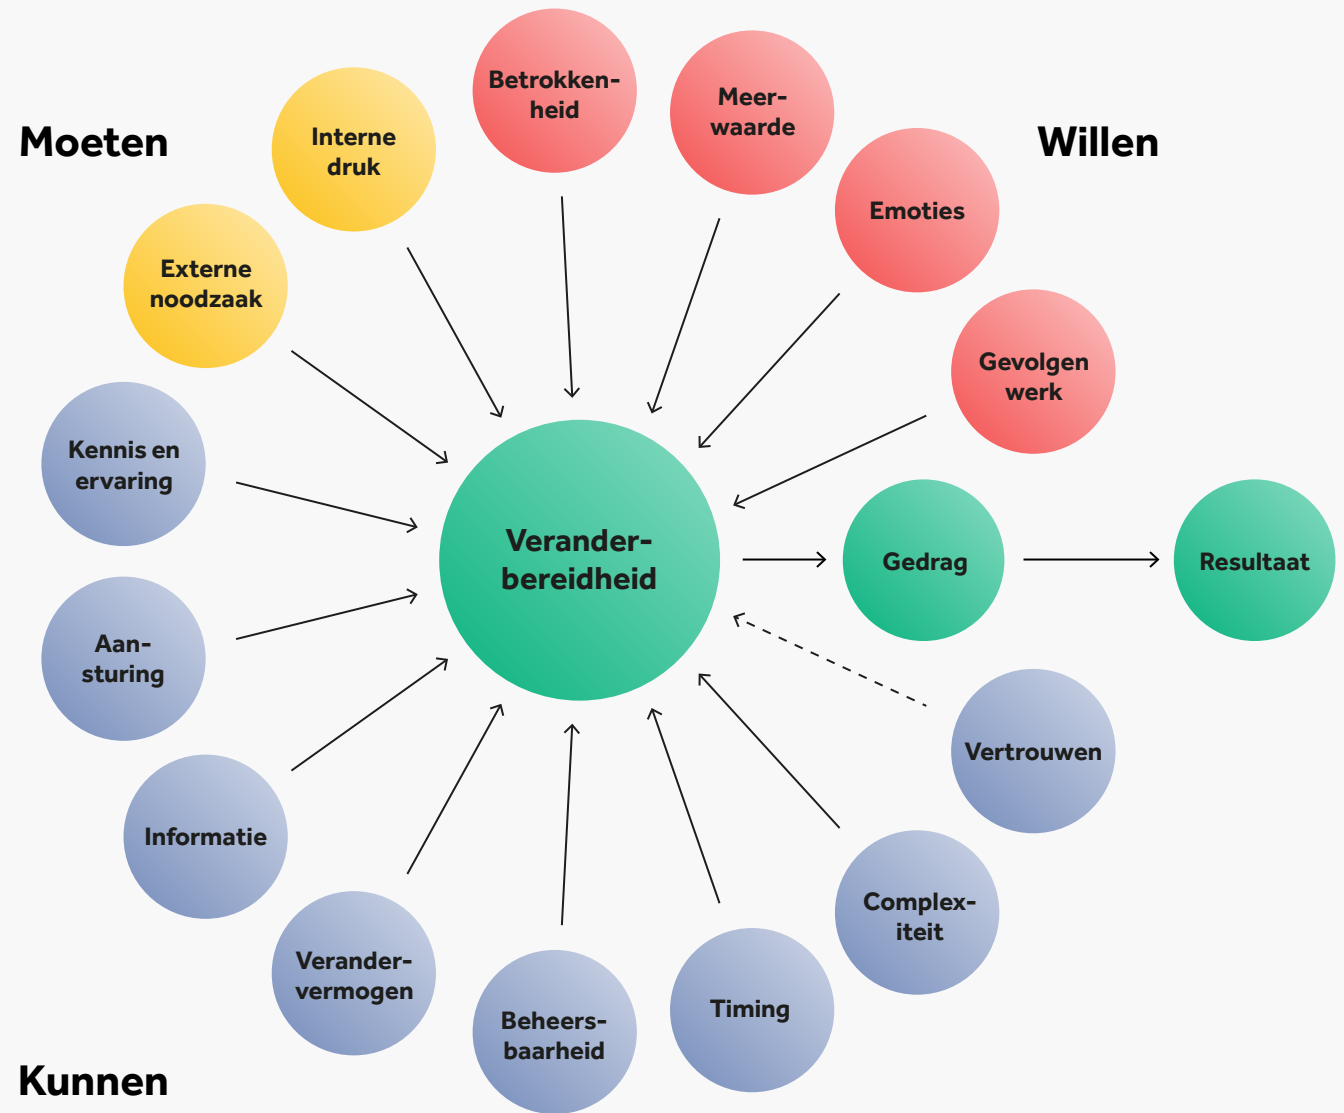 Moeten
Willen
Betrokken-
heid
Meer-
waarde
Interne
druk
Emoties
Externe
noodzaak
Gevolgen
werk
Kennis en
ervaring
Verander-
bereidheid
Gedrag
Resultaat
Aan-
sturing
Vertrouwen
Informatie
Complex-
iteit
Verander-
vermogen
Beheers-
baarheid
Timing
Kunnen